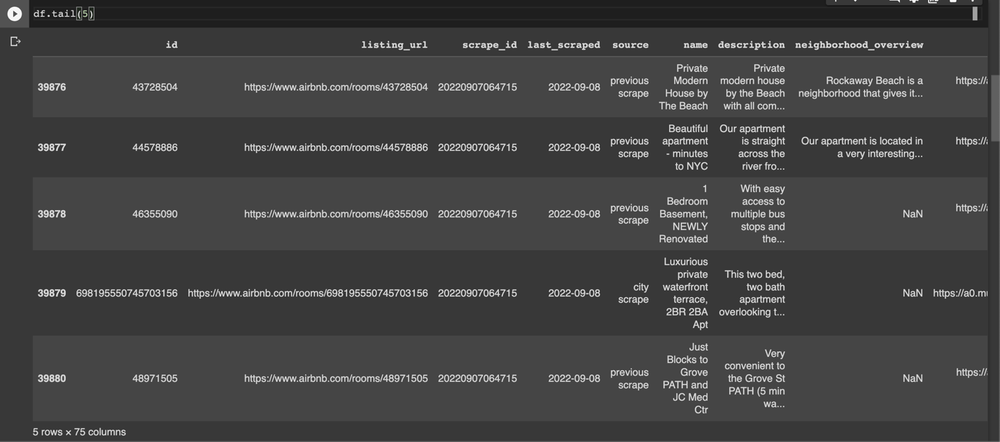 df.tail(5)
id listing_url scrape_id last_scraped source name description neighborhood_overview
39876 43728504 https://www.airbnb.com/rooms/43728504 20220907064715 2022-09-08 previous scrape Private Modern House by The Beach Private modern house by the Beach with all com... Rockaway Beach is a neighborhood that gives it... https://
39877 44578886 https://www.airbnb.com/rooms/44578886 20220907064715 2022-09-08 previous scrape Beautiful apartment - minutes to NYC Our apartment is straight across the river fro... Our apartment is located in a very interesting... https://
39878 46355090 https://www.airbnb.com/rooms/46355090 20220907064715 2022-09-08 previous scrape 1 Bedroom Basement, NEWLY Renovated With easy access to multiple bus stops and the... NaN https://
39879 698195550745703156 https://www.airbnb.com/rooms/698195550745703156 20220907064715 2022-09-08 city scrape Luxurious private waterfront terrace, 2BR 2BA Apt This two bed, two bath apartment overlooking t... NaN https://a0.m
39880 48971505 https://www.airbnb.com/rooms/48971505 20220907064715 2022-09-08 previous scrape Just Blocks to Grove PATH and JC Med Ctr Very convenient to the Grove St PATH (5 min wa... NaN https://
5 rows × 75 columns